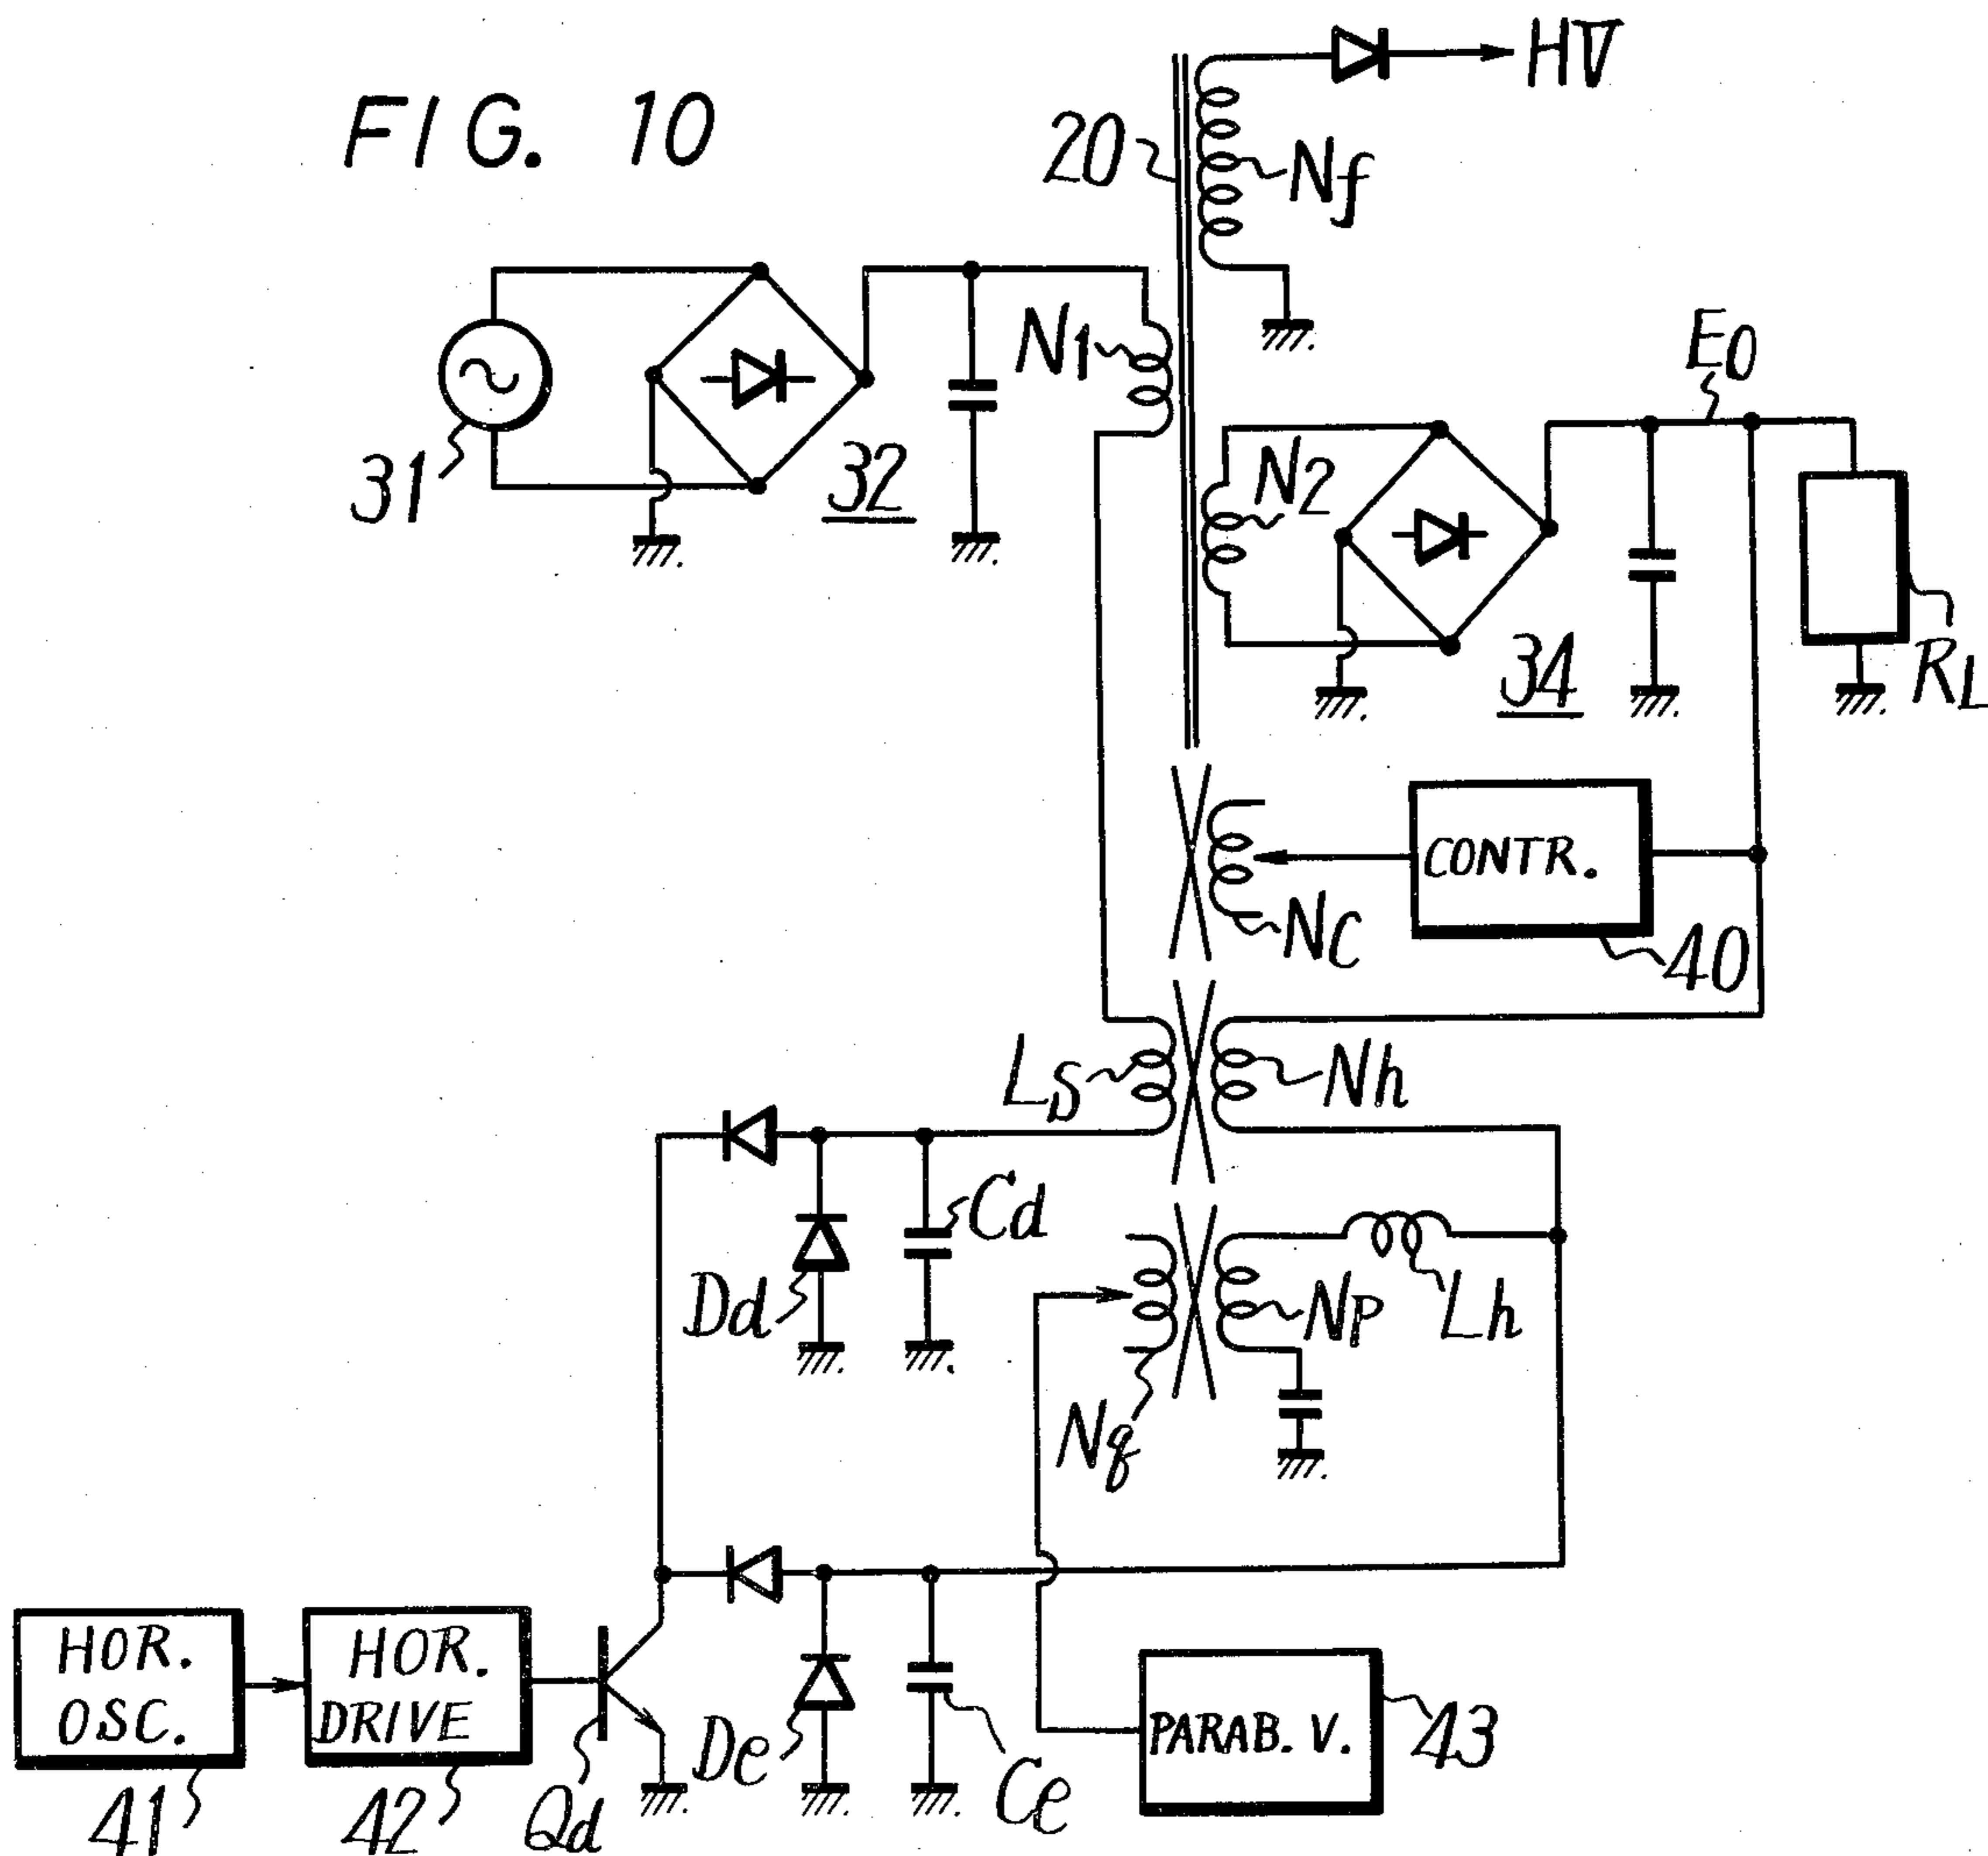 FIG. 10
HV
20
Nf
N1
E0
31
32
N2
34
RL
CONTR.
NC
40
LS
Nh
Cd
Dd
NP
Lh
Nq
HOR. OSC.
HOR. DRIVE
De
Ce
PARAB. V.
43
41
42
Qd